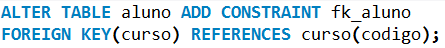 ALTER TABLE aluno ADD CONSTRAINT fk_aluno
FOREIGN KEY(curso) REFERENCES curso(codigo);